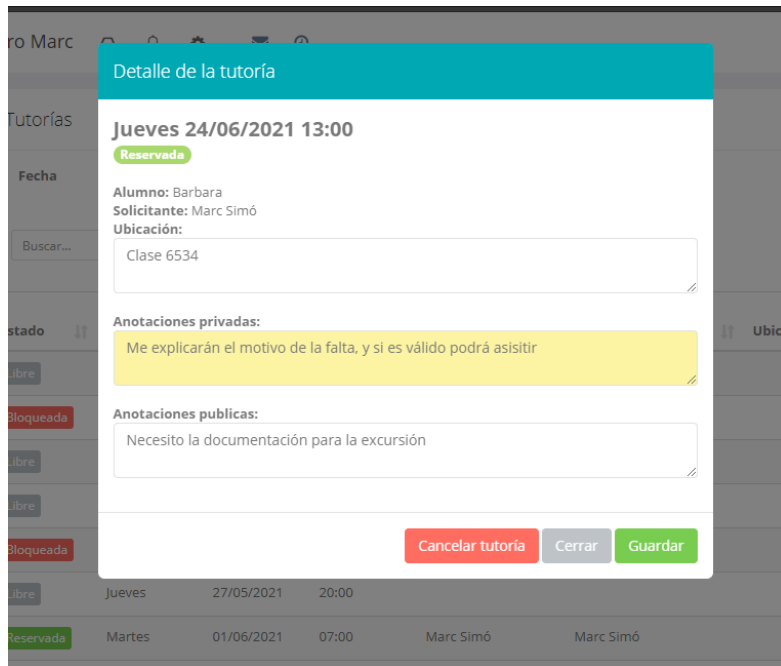 ro Marc
Detalle de la tutoría
Tutorías
Jueves 24/06/2021 13:00
Reservada
Fecha
Alumno: Barbara
Solicitante: Marc Simó
Ubicación:
Buscar...
Clase 6534
Anotaciones privadas:
stado
Ubic
Me explicarán el motivo de la falta, y si es válido podrá asisitir
Libre
Bloqueada
Anotaciones publicas:
Necesito la documentación para la excursión
Libre
Libre
Bloqueada
Cancelar tutoría Cerrar Guardar
Libre Jueves 27/05/2021 20:00
Reservada Martes 01/06/2021 07:00 Marc Simó Marc Simó